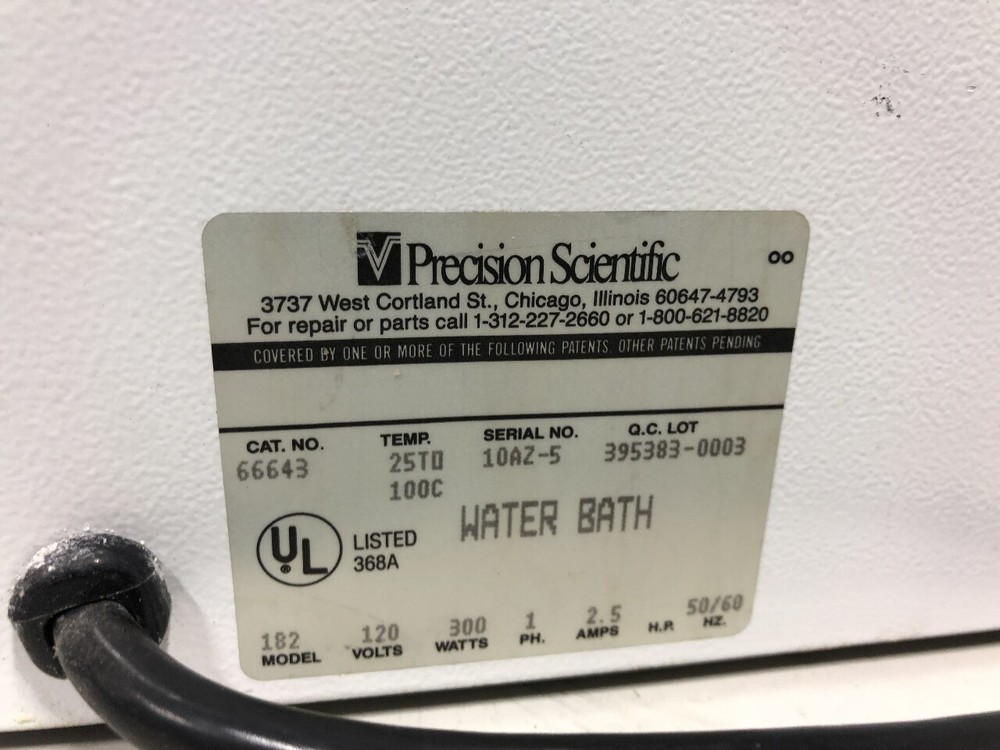 Precision Scientific
∞
3737 West Cortland St., Chicago, Illinois 60647-4793
For repair or parts call 1-312-227-2660 or 1-800-621-8820
COVERED BY ONE OR MORE OF THE FOLLOWING PATENTS. OTHER PATENTS PENDING
CAT. NO. TEMP. SERIAL NO. Q.C. LOT
66643 25TO 10AZ-5 395383-0003
100C
WATER BATH
UL® LISTED
368A
182 120 300 1 2.5 50/60
MODEL VOLTS WATTS PH. AMPS H.P. HZ.